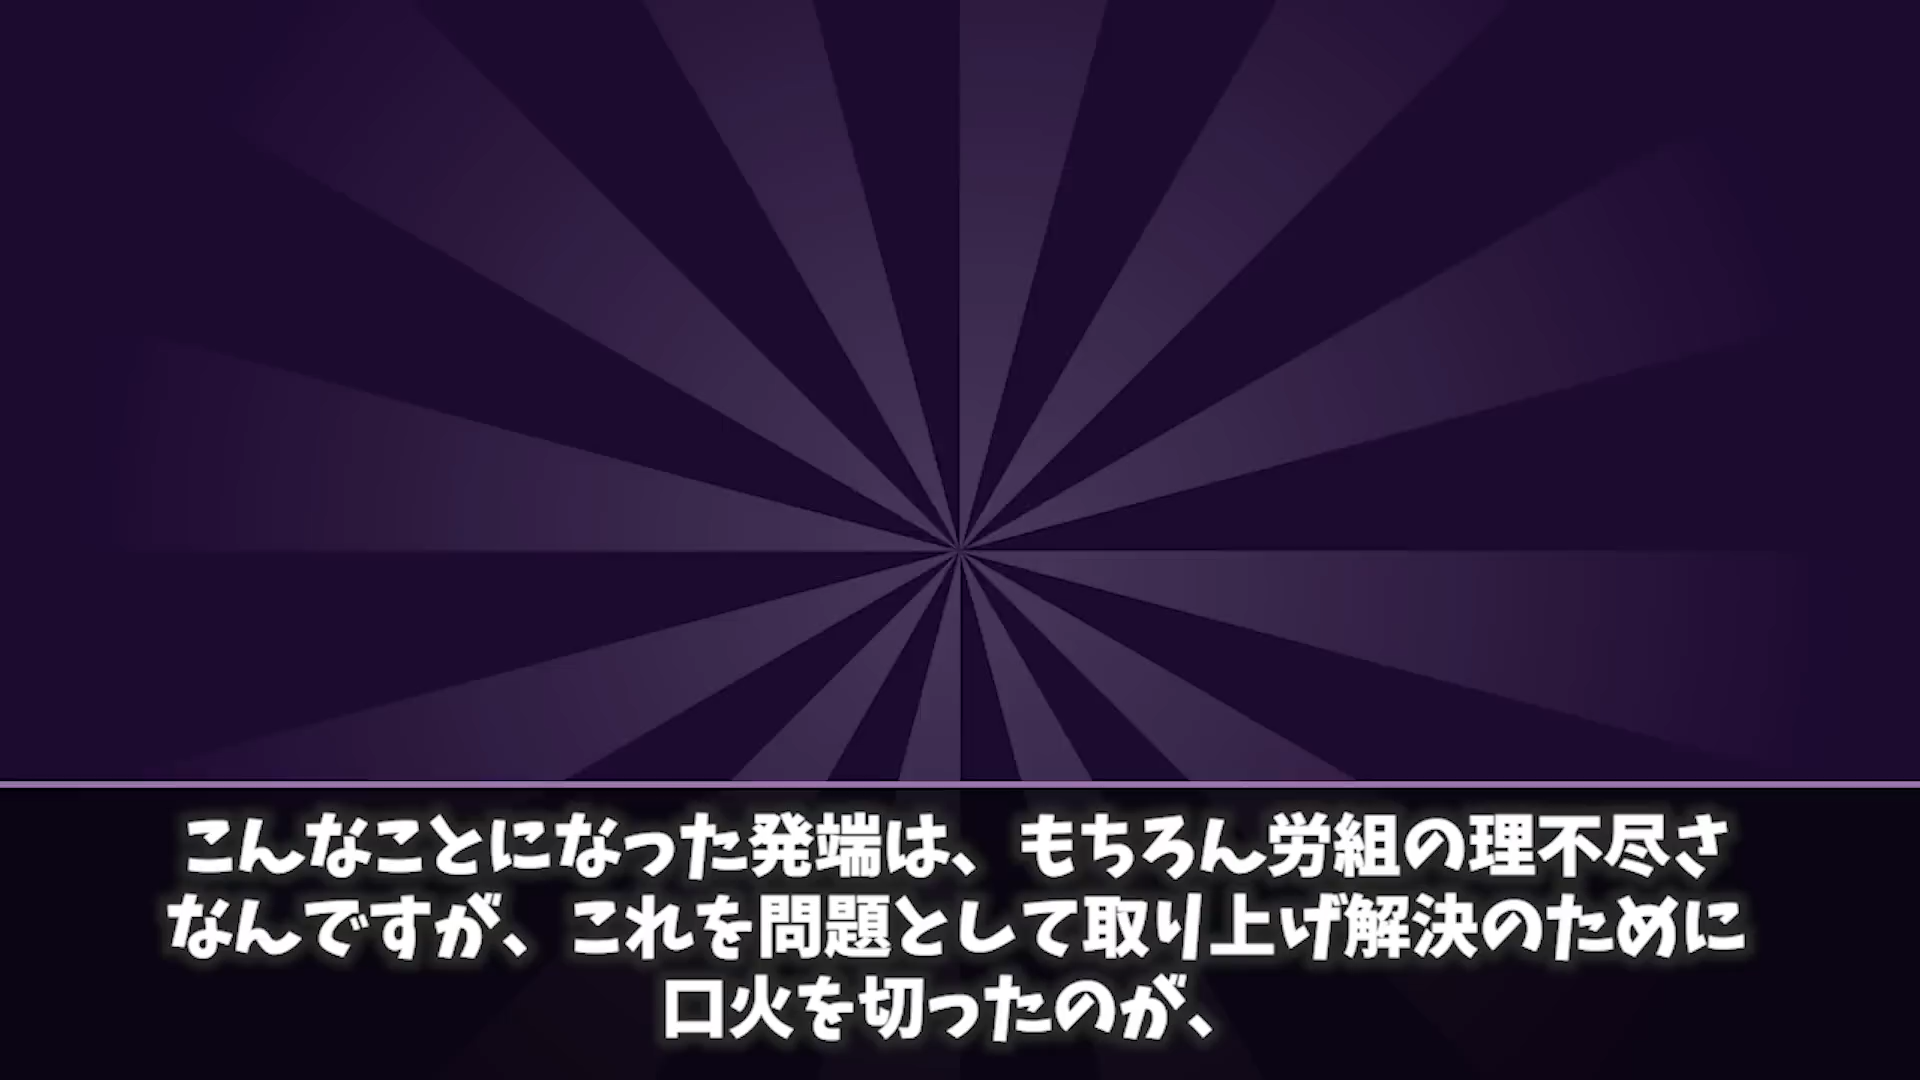 こんなことになった発端は、もちろん労組の理不尽さ
なんですが、これを問題として取り上げ解決のために
口火を切ったのが、